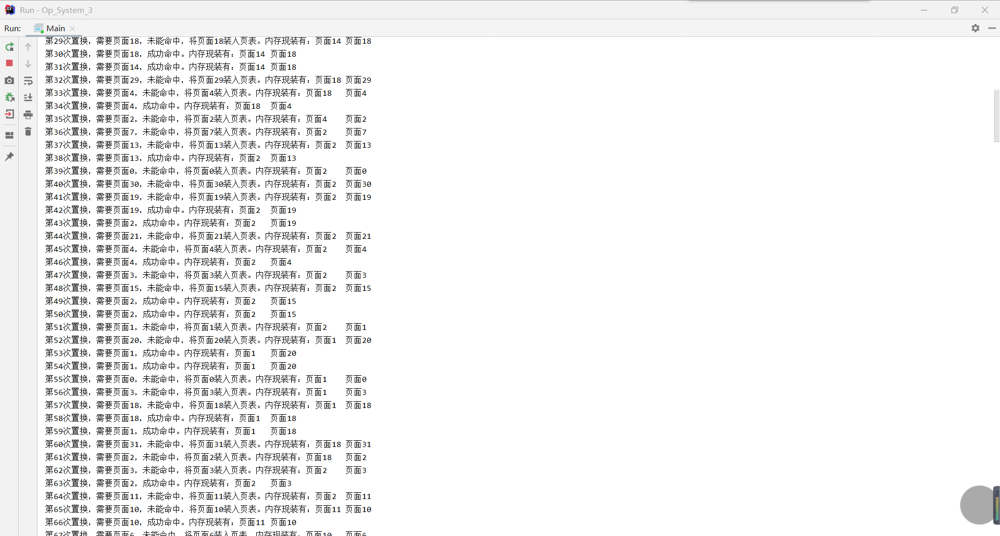 Run - Op_System_3
Run: Main
第29次置换，需要页面18，未能命中，将页面18装入页表。内存现装有：页面14 页面18
第30次置换，需要页面18，成功命中。内存现装有：页面14 页面18
第31次置换，需要页面14，成功命中。内存现装有：页面14 页面18
第32次置换，需要页面29，未能命中，将页面29装入页表。内存现装有：页面18 页面29
第33次置换，需要页面4，未能命中，将页面4装入页表。内存现装有：页面18 页面4
第34次置换，需要页面4，成功命中。内存现装有：页面18 页面4
第35次置换，需要页面2，未能命中，将页面2装入页表。内存现装有：页面4 页面2
第36次置换，需要页面7，未能命中，将页面7装入页表。内存现装有：页面2 页面7
第37次置换，需要页面13，未能命中，将页面13装入页表。内存现装有：页面2 页面13
第38次置换，需要页面13，成功命中。内存现装有：页面2 页面13
第39次置换，需要页面0，未能命中，将页面0装入页表。内存现装有：页面2 页面0
第40次置换，需要页面30，未能命中，将页面30装入页表。内存现装有：页面2 页面30
第41次置换，需要页面19，未能命中，将页面19装入页表。内存现装有：页面2 页面19
第42次置换，需要页面19，成功命中。内存现装有：页面2 页面19
第43次置换，需要页面2，成功命中。内存现装有：页面2 页面19
第44次置换，需要页面21，未能命中，将页面21装入页表。内存现装有：页面2 页面21
第45次置换，需要页面4，未能命中，将页面4装入页表。内存现装有：页面2 页面4
第46次置换，需要页面4，成功命中。内存现装有：页面2 页面4
第47次置换，需要页面3，未能命中，将页面3装入页表。内存现装有：页面2 页面3
第48次置换，需要页面15，未能命中，将页面15装入页表。内存现装有：页面2 页面15
第49次置换，需要页面2，成功命中。内存现装有：页面2 页面15
第50次置换，需要页面2，成功命中。内存现装有：页面2 页面15
第51次置换，需要页面1，未能命中，将页面1装入页表。内存现装有：页面2 页面1
第52次置换，需要页面20，未能命中，将页面20装入页表。内存现装有：页面1 页面20
第53次置换，需要页面1，成功命中。内存现装有：页面1 页面20
第54次置换，需要页面1，成功命中。内存现装有：页面1 页面20
第55次置换，需要页面0，未能命中，将页面0装入页表。内存现装有：页面1 页面0
第56次置换，需要页面3，未能命中，将页面3装入页表。内存现装有：页面1 页面3
第57次置换，需要页面18，未能命中，将页面18装入页表。内存现装有：页面1 页面18
第58次置换，需要页面18，成功命中。内存现装有：页面1 页面18
第59次置换，需要页面1，成功命中。内存现装有：页面1 页面18
第60次置换，需要页面31，未能命中，将页面31装入页表。内存现装有：页面18 页面31
第61次置换，需要页面2，未能命中，将页面2装入页表。内存现装有：页面18 页面2
第62次置换，需要页面3，未能命中，将页面3装入页表。内存现装有：页面2 页面3
第63次置换，需要页面2，成功命中。内存现装有：页面2 页面3
第64次置换，需要页面11，未能命中，将页面11装入页表。内存现装有：页面2 页面11
第65次置换，需要页面10，未能命中，将页面10装入页表。内存现装有：页面11 页面10
第66次置换，需要页面10，成功命中。内存现装有：页面11 页面10
第67次置换，需要页面6，未能命中，将页面6装入页表。内存现装有：页面10 页面6